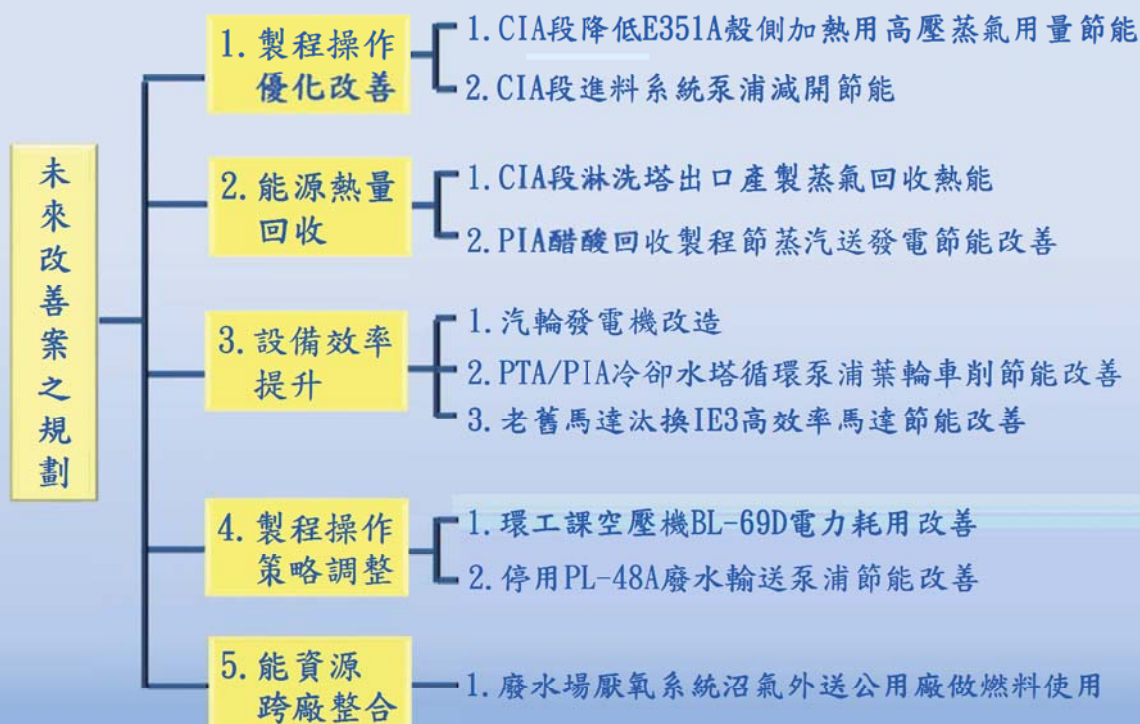 未來改善案之規劃
1.製程操作
優化改善
1.CIA段降低E351A殼側加熱用高壓蒸氣用量節能
2.CIA段進料系統泵浦減開節能
2.能源熱量
回收
1.CIA段淋洗塔出口產製蒸氣回收熱能
2.PIA醋酸回收製程節蒸汽送發電節能改善
3.設備效率
提升
1.汽輪發電機改造
2.PTA/PIA冷卻水塔循環泵浦葉輪車削節能改善
3.老舊馬達汰換IE3高效率馬達節能改善
4.製程操作
策略調整
1.環工課空壓機BL-69D電力耗用改善
2.停用PL-48A廢水輸送泵浦節能改善
5.能資源
跨廠整合
1.廢水場厭氧系統沼氣外送公用廠做燃料使用